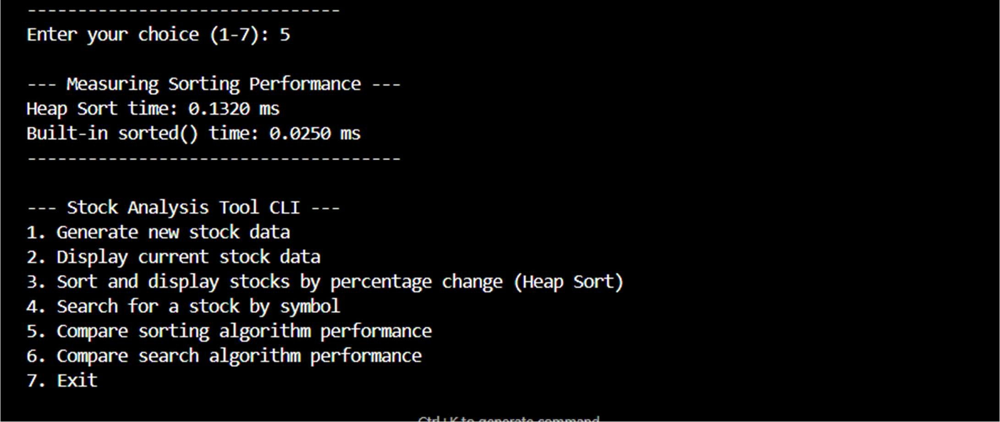 -------------------------------
Enter your choice (1-7): 5
--- Measuring Sorting Performance ---
Heap Sort time: 0.1320 ms
Built-in sorted() time: 0.0250 ms
-------------------------------------
--- Stock Analysis Tool CLI ---
1. Generate new stock data
2. Display current stock data
3. Sort and display stocks by percentage change (Heap Sort)
4. Search for a stock by symbol
5. Compare sorting algorithm performance
6. Compare search algorithm performance
7. Exit
Ctrl+K to generate command